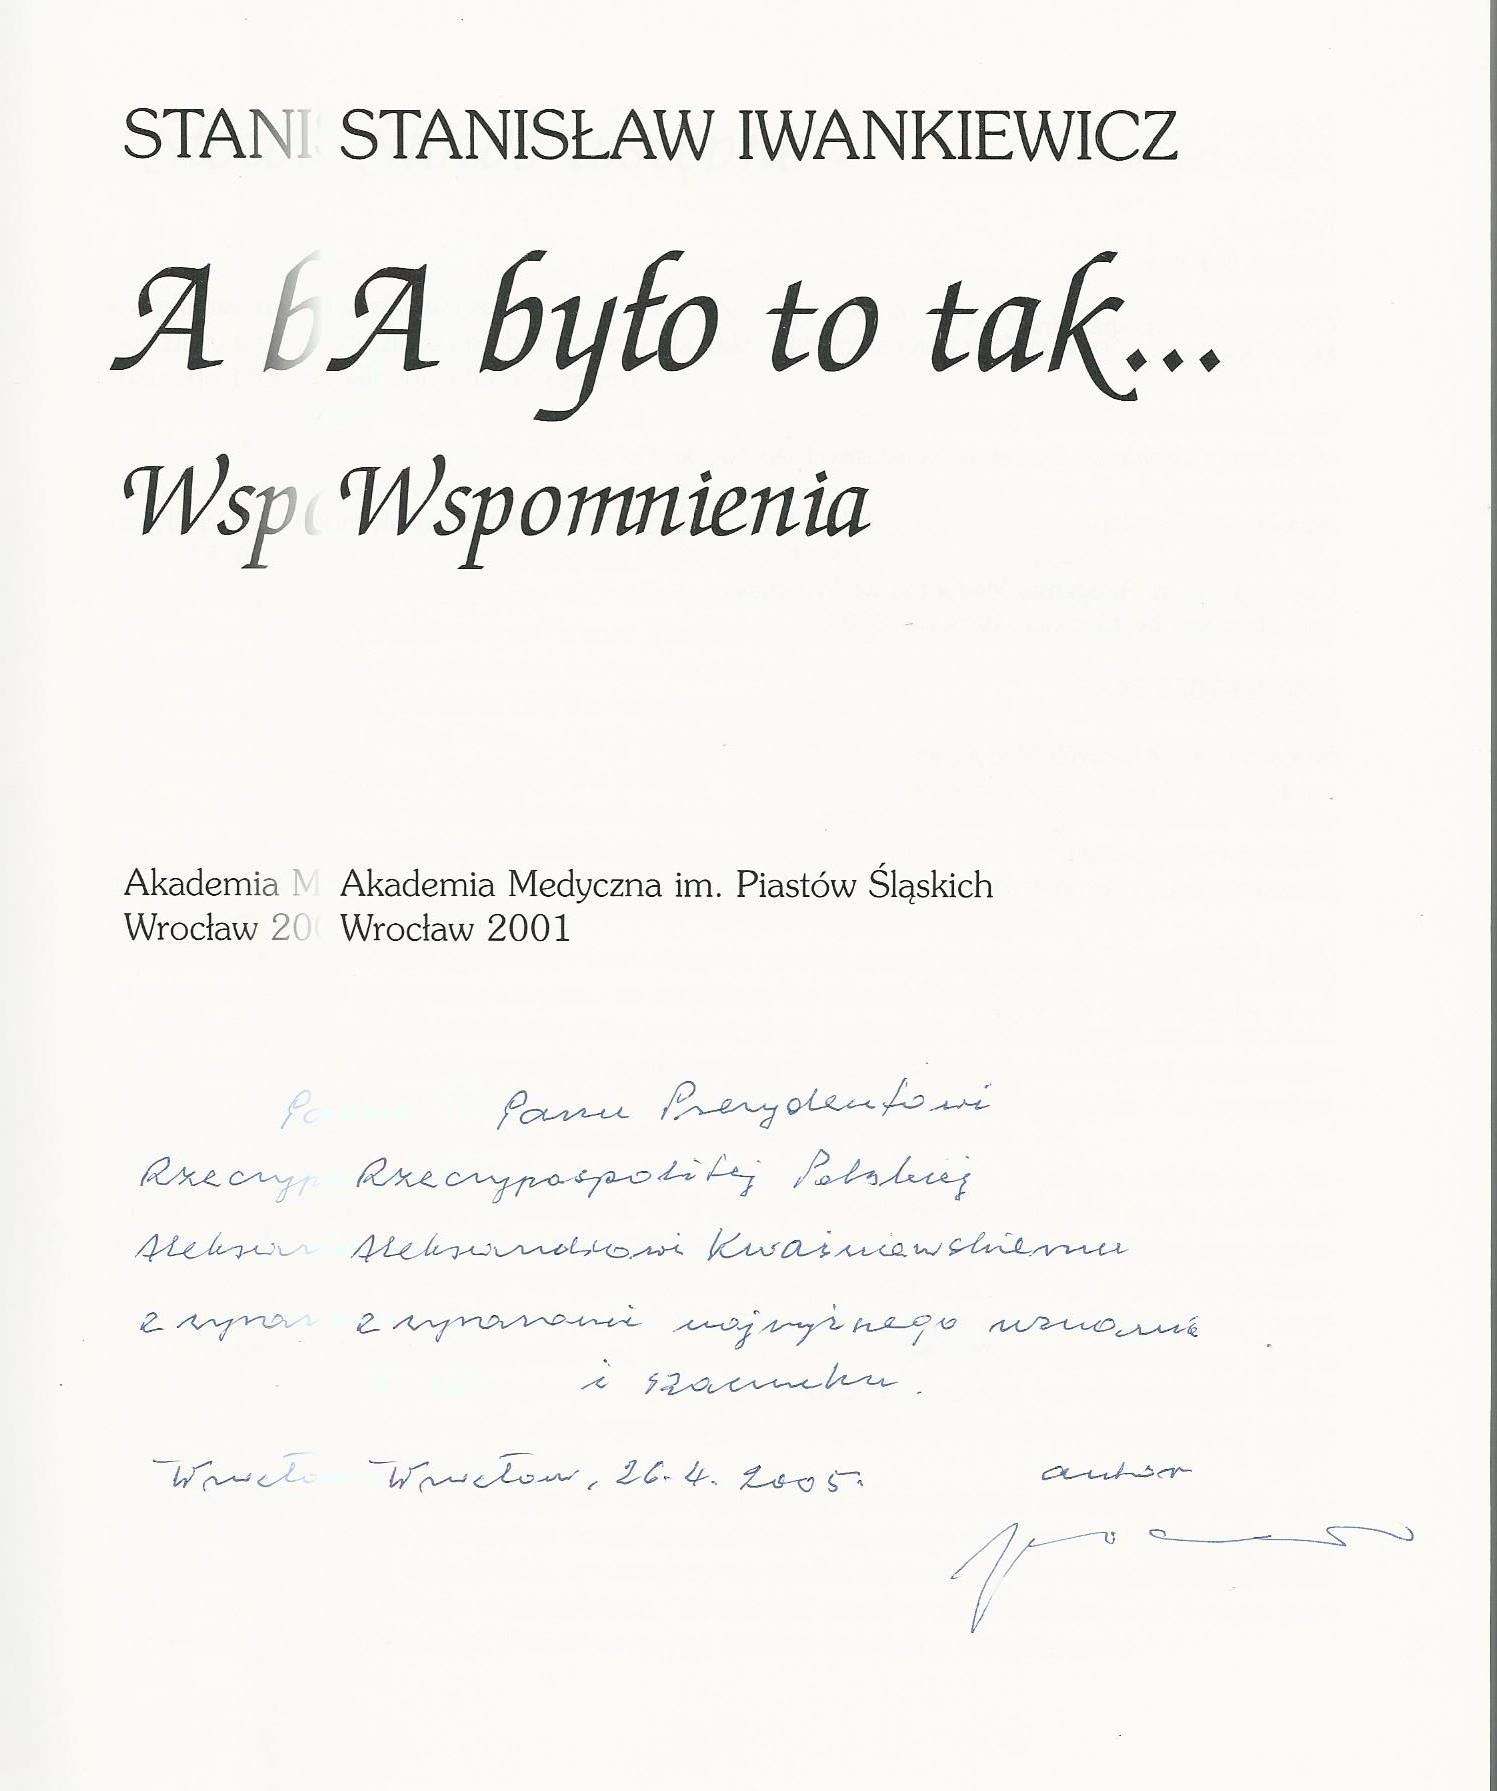 STANISŁAW IWANKIEWICZ
A było to tak...
Wspomnienia
Akademia Medyczna im. Piastów Śląskich
Wrocław 2001
Panu Prezydentowi
Rzeczypospolitej Polskiej
Aleksandrowi Kwaśniewskiemu
z wyrazami najwyższego uznania
i szacunku.
Wrocław, 26.4.2005.
autor